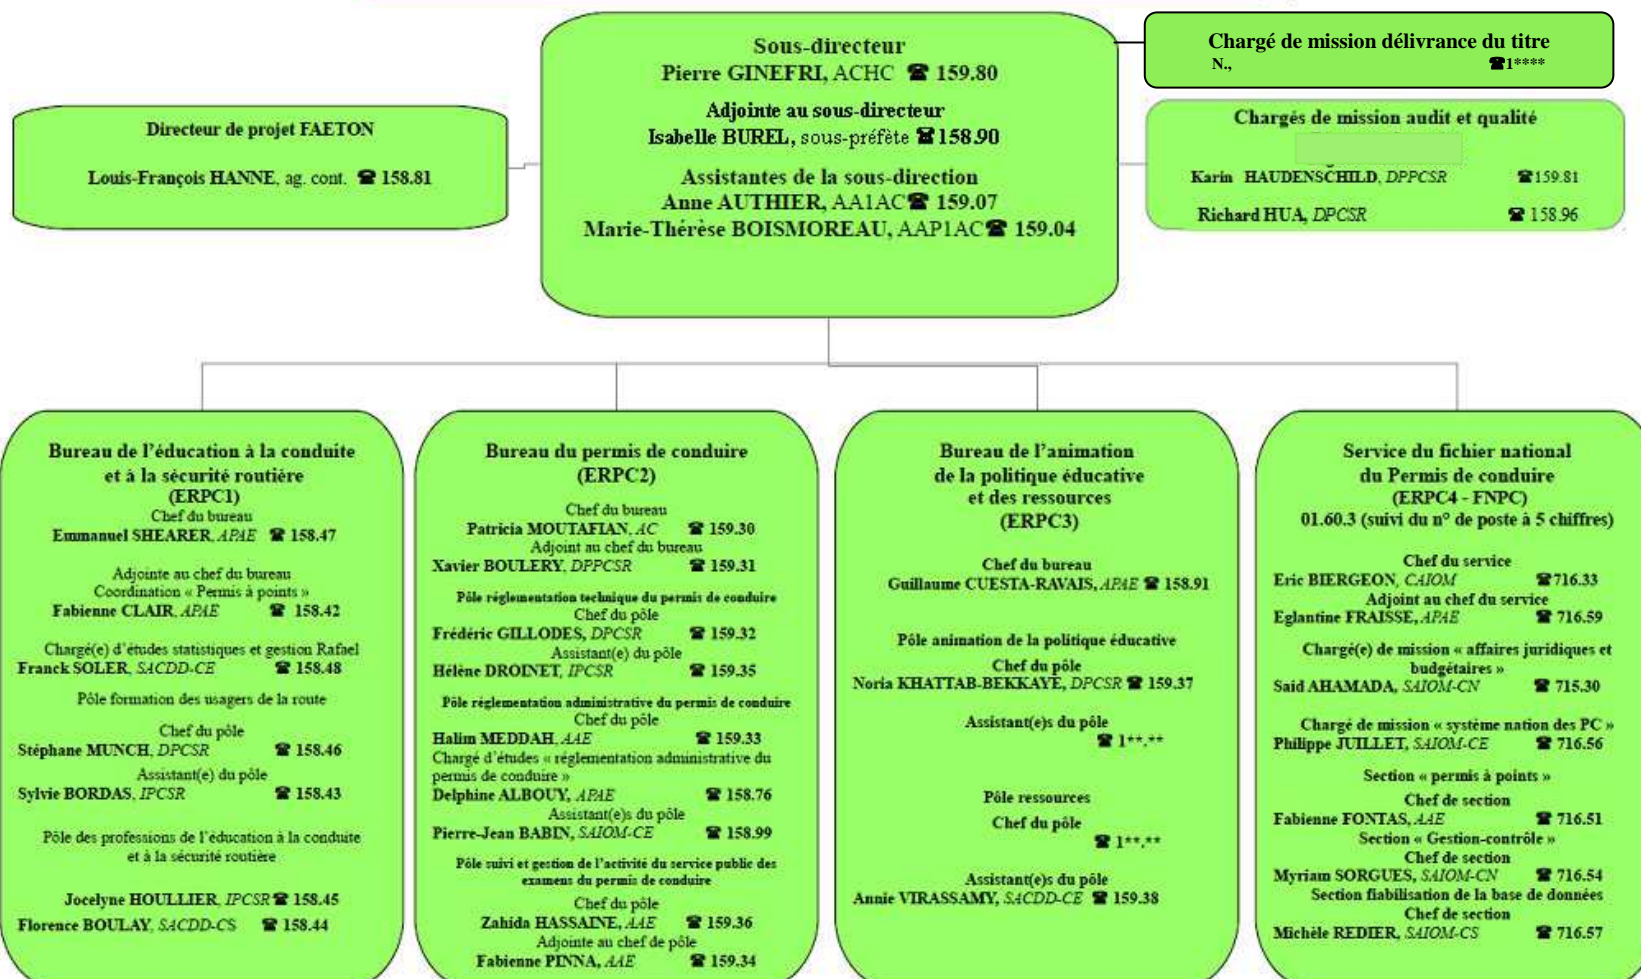 Sous-directeur
Pierre GINEFRI, ACHC ☎ 159.80
Adjointe au sous-directeur
Isabelle BUREL, sous-préfète ☎ 158.90
Assistantes de la sous-direction
Anne AUTHIER, AA1AC ☎ 159.07
Marie-Thérèse BOISMOREAU, AAP1AC ☎ 159.04
Chargé de mission délivrance du titre
N., ☎1****
Directeur de projet FAETON
Louis-François HANNE, ag. cont. ☎ 158.81
Chargés de mission audit et qualité
Karin HAUDENSCHILD, DPPCSR ☎159.81
Richard HUA, DPCSR ☎ 158.96
Bureau de l'éducation à la conduite
et à la sécurité routière
(ERPC1)
Chef du bureau
Emmanuel SHEARER, APAE ☎ 158.47
Adjointe au chef du bureau
Coordination « Permis à points »
Fabienne CLAIR, APAE ☎ 158.42
Chargé(e) d'études statistiques et gestion Rafael
Franck SOLER, SACDD-CE ☎ 158.48
Pôle formation des usagers de la route
Chef du pôle
Stéphane MUNCH, DPCSR ☎ 158.46
Assistant(e) du pôle
Sylvie BORDAS, IPCSR ☎ 158.43
Pôle des professions de l'éducation à la conduite
et à la sécurité routière
Jocelyne HOULLIER, IPCSR ☎ 158.45
Florence BOULAY, SACDD-CS ☎ 158.44
Bureau du permis de conduire
(ERPC2)
Chef du bureau
Patricia MOUTAFIAN, AC ☎ 159.30
Adjoint au chef du bureau
Xavier BOULERY, DPPCSR ☎ 159.31
Pôle réglementation technique du permis de conduire
Chef du pôle
Frédéric GILLODES, DPCSR ☎ 159.32
Assistant(e) du pôle
Hélène DROINET, IPCSR ☎ 159.35
Pôle réglementation administrative du permis de conduire
Chef du pôle
Halim MEDDAH, AAE ☎ 159.33
Chargé d'études « réglementation administrative du
permis de conduire »
Delphine ALBOUY, APAE ☎ 158.76
Assistant(e)s du pôle
Pierre-Jean BABIN, SAIOM-CE ☎ 158.99
Pôle suivi et gestion de l'activité du service public des
examens du permis de conduire
Chef du pôle
Zahida HASSAINE, AAE ☎ 159.36
Adjointe au chef de pôle
Fabienne PINNA, AAE ☎ 159.34
Bureau de l'animation
de la politique éducative
et des ressources
(ERPC3)
Chef du bureau
Guillaume CUESTA-RAVAIS, APAE ☎ 158.91
Pôle animation de la politique éducative
Chef du pôle
Noria KHATTAB-BEKKAYE, DPCSR ☎ 159.37
Assistant(e)s du pôle
☎ 1**.**
Pôle ressources
Chef du pôle
☎ 1**.**
Assistant(e)s du pôle
Annie VIRASSAMY, SACDD-CE ☎ 159.38
Service du fichier national
du Permis de conduire
(ERPC4 - FNPC)
01.60.3 (suivi du n° de poste à 5 chiffres)
Chef du service
Eric BIERGEON, CAIOM ☎716.33
Adjoint au chef du service
Eglantine FRAISSE, APAE ☎ 716.59
Chargé(e) de mission « affaires juridiques et
budgétaires »
Said AHAMADA, SAIOM-CN ☎ 715.30
Chargé de mission « système nation des PC »
Philippe JUILLET, SAIOM-CE ☎ 716.56
Section « permis à points »
Chef de section
Fabienne FONTAS, AAE ☎ 716.51
Section « Gestion-contrôle »
Chef de section
Myriam SORGUES, SAIOM-CN ☎ 716.54
Section fiabilisation de la base de données
Chef de section
Michèle REDIER, SAIOM-CS ☎ 716.57